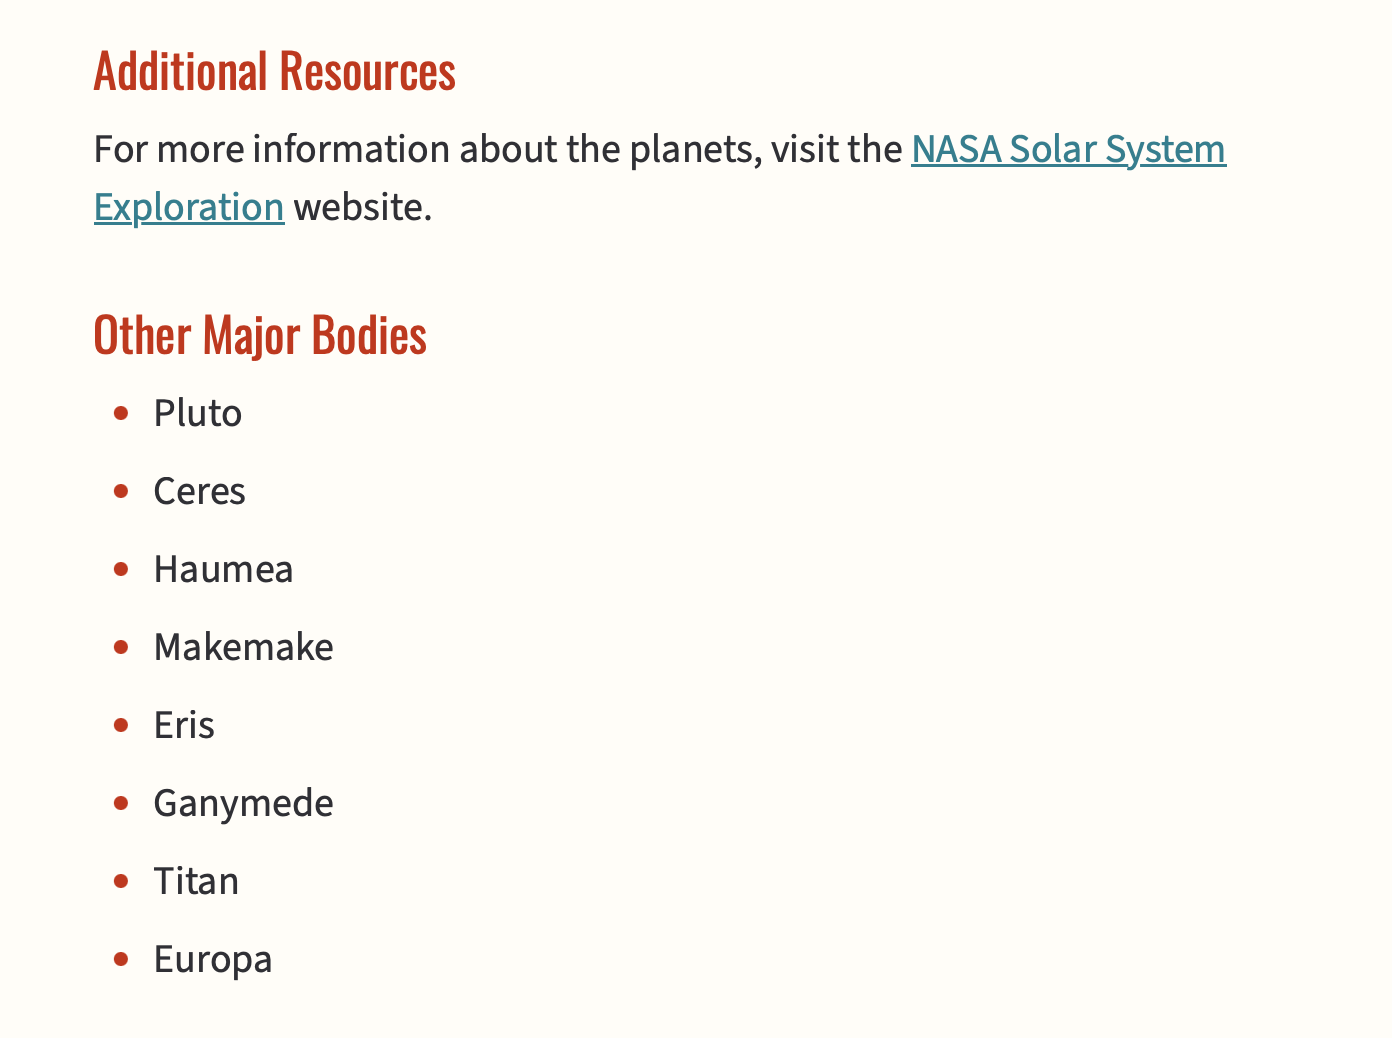 Additional Resources
For more information about the planets, visit the NASA Solar System
Exploration website.
Other Major Bodies
Pluto
Ceres
Haumea
Makemake
Eris
Ganymede
Titan
Europa